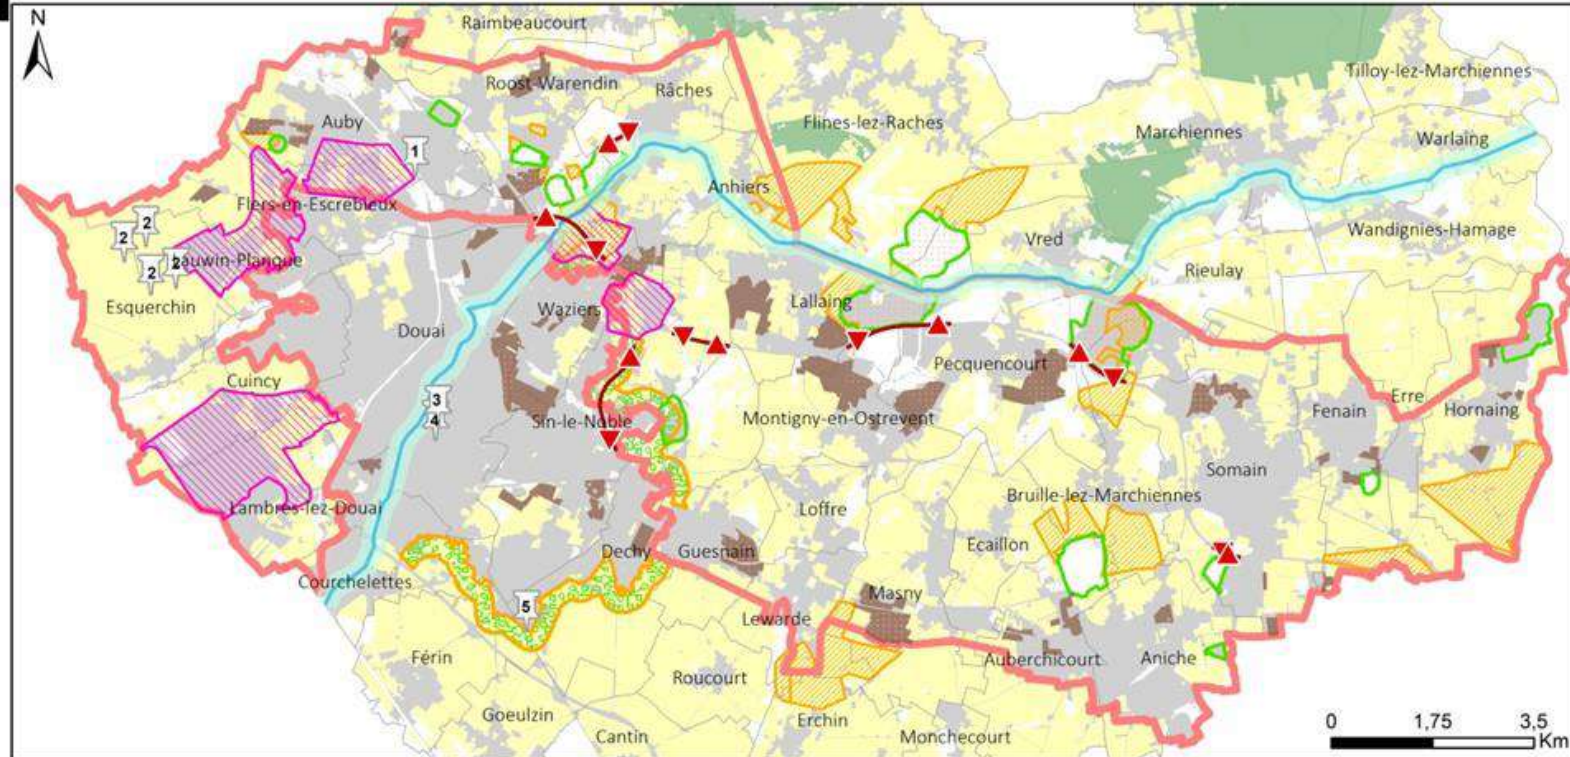 N
Raimbeaucourt
Roost-Warendin
Râches
Tilloy-lez-Marchiennes
Auby
Flines-lez-Raches
Marchiennes
Warlaing
1
Anhiers
Flers-en-Escrebieux
2
2
Vred
Wandignies-Hamage
2
2
Lauwin-Planque
Rieulay
Esquerchin
Lallaing
Waziers
Douai
Pecquencourt
Cuincy
3
4
Sin-le-Noble
Montigny-en-Ostrevent
Fenain
Erre
Hornaing
Somain
Lambres-lez-Douai
Loffre
Bruille-lez-Marchiennes
Dechy
Guesnain
Ecaillon
Courchelettes
5
Masny
Lewarde
Férin
Auberchicourt
Aniche
Roucourt
Goeulzin
Erchin
Cantin
Monchecourt
0
1,75
3,5
Km